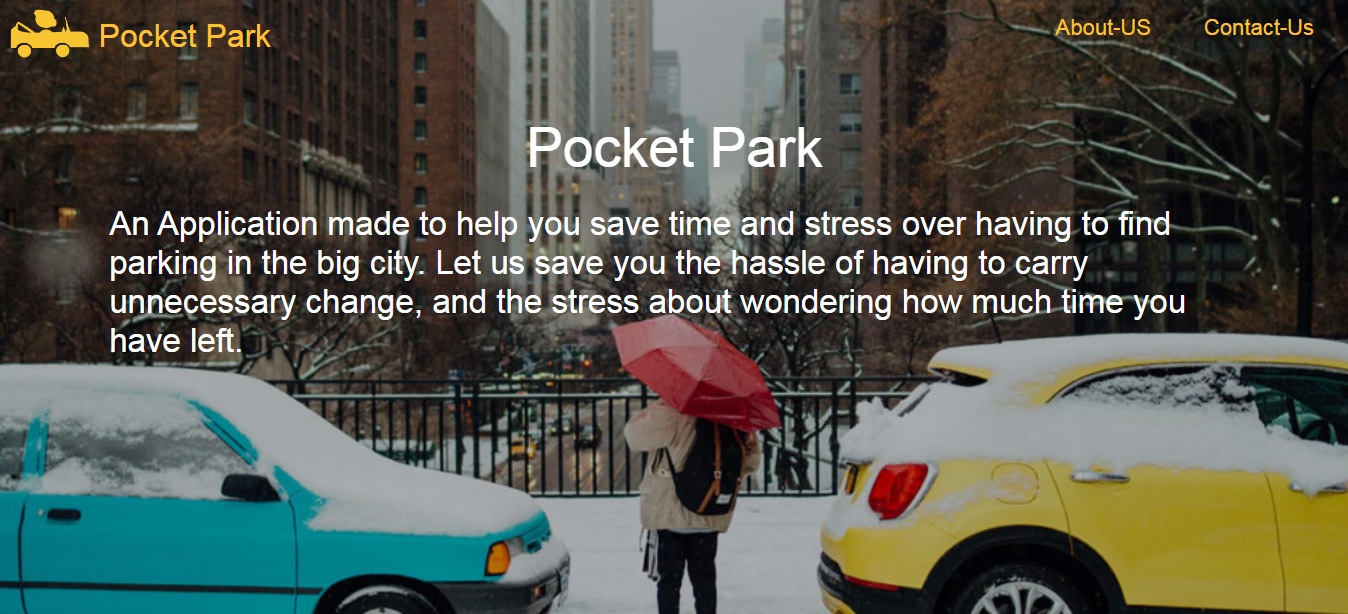 Pocket Park
About-US
Contact-Us
Pocket Park
An Application made to help you save time and stress over having to find
parking in the big city. Let us save you the hassle of having to carry
unnecessary change, and the stress about wondering how much time you
have left.